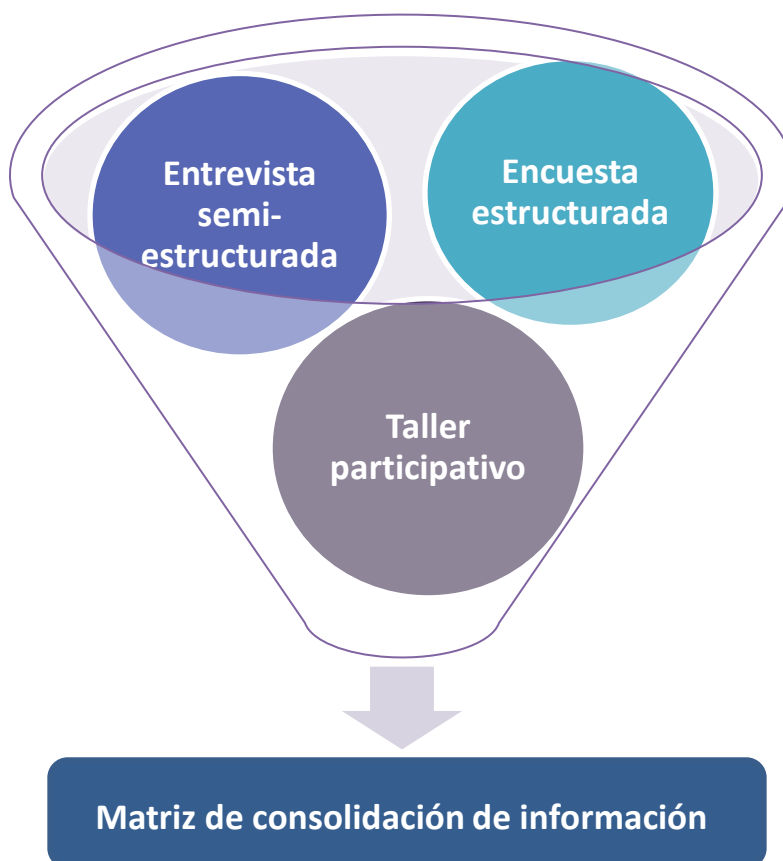 Entrevista
semi-
estructurada
Encuesta
estructurada
Taller
participativo
Matriz de consolidación de información